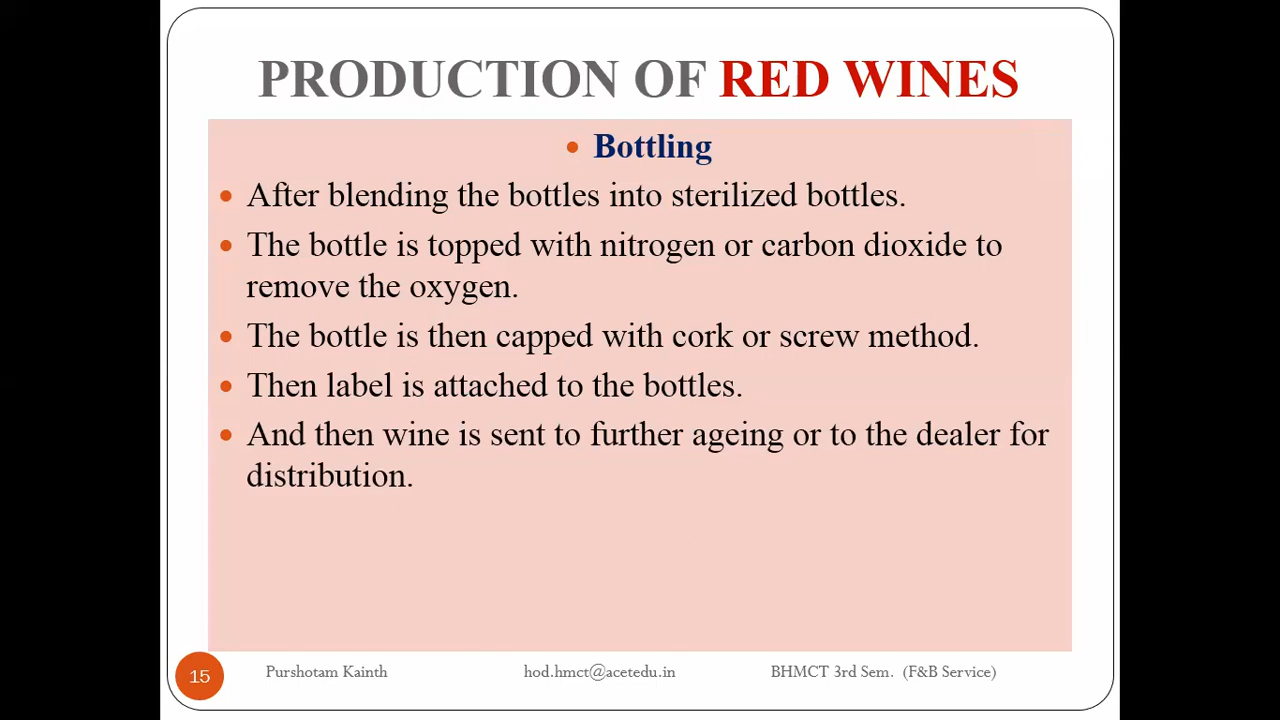 PRODUCTION OF RED WINES
• Bottling
• After blending the bottles into sterilized bottles.
• The bottle is topped with nitrogen or carbon dioxide to
remove the oxygen.
• The bottle is then capped with cork or screw method.
• Then label is attached to the bottles.
• And then wine is sent to further ageing or to the dealer for
distribution.
15 Purshotam Kainth hod.hmct@acetedu.in BHMCT 3rd Sem. (F&B Service)